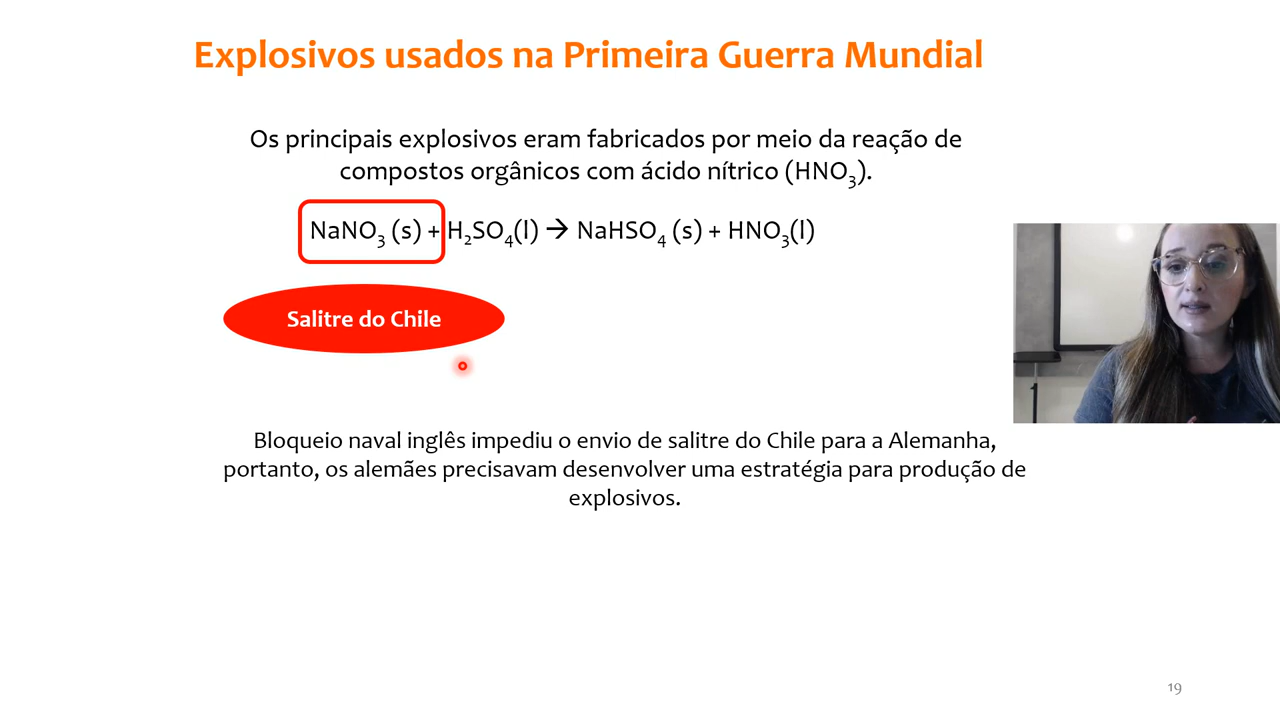 Explosivos usados na Primeira Guerra Mundial
Os principais explosivos eram fabricados por meio da reação de
compostos orgânicos com ácido nítrico (HNO₃).
NaNO₃ (s) + H₂SO₄(l) → NaHSO₄ (s) + HNO₃(l)
Salitre do Chile
Bloqueio naval inglês impediu o envio de salitre do Chile para a Alemanha,
portanto, os alemães precisavam desenvolver uma estratégia para produção de
explosivos.
19